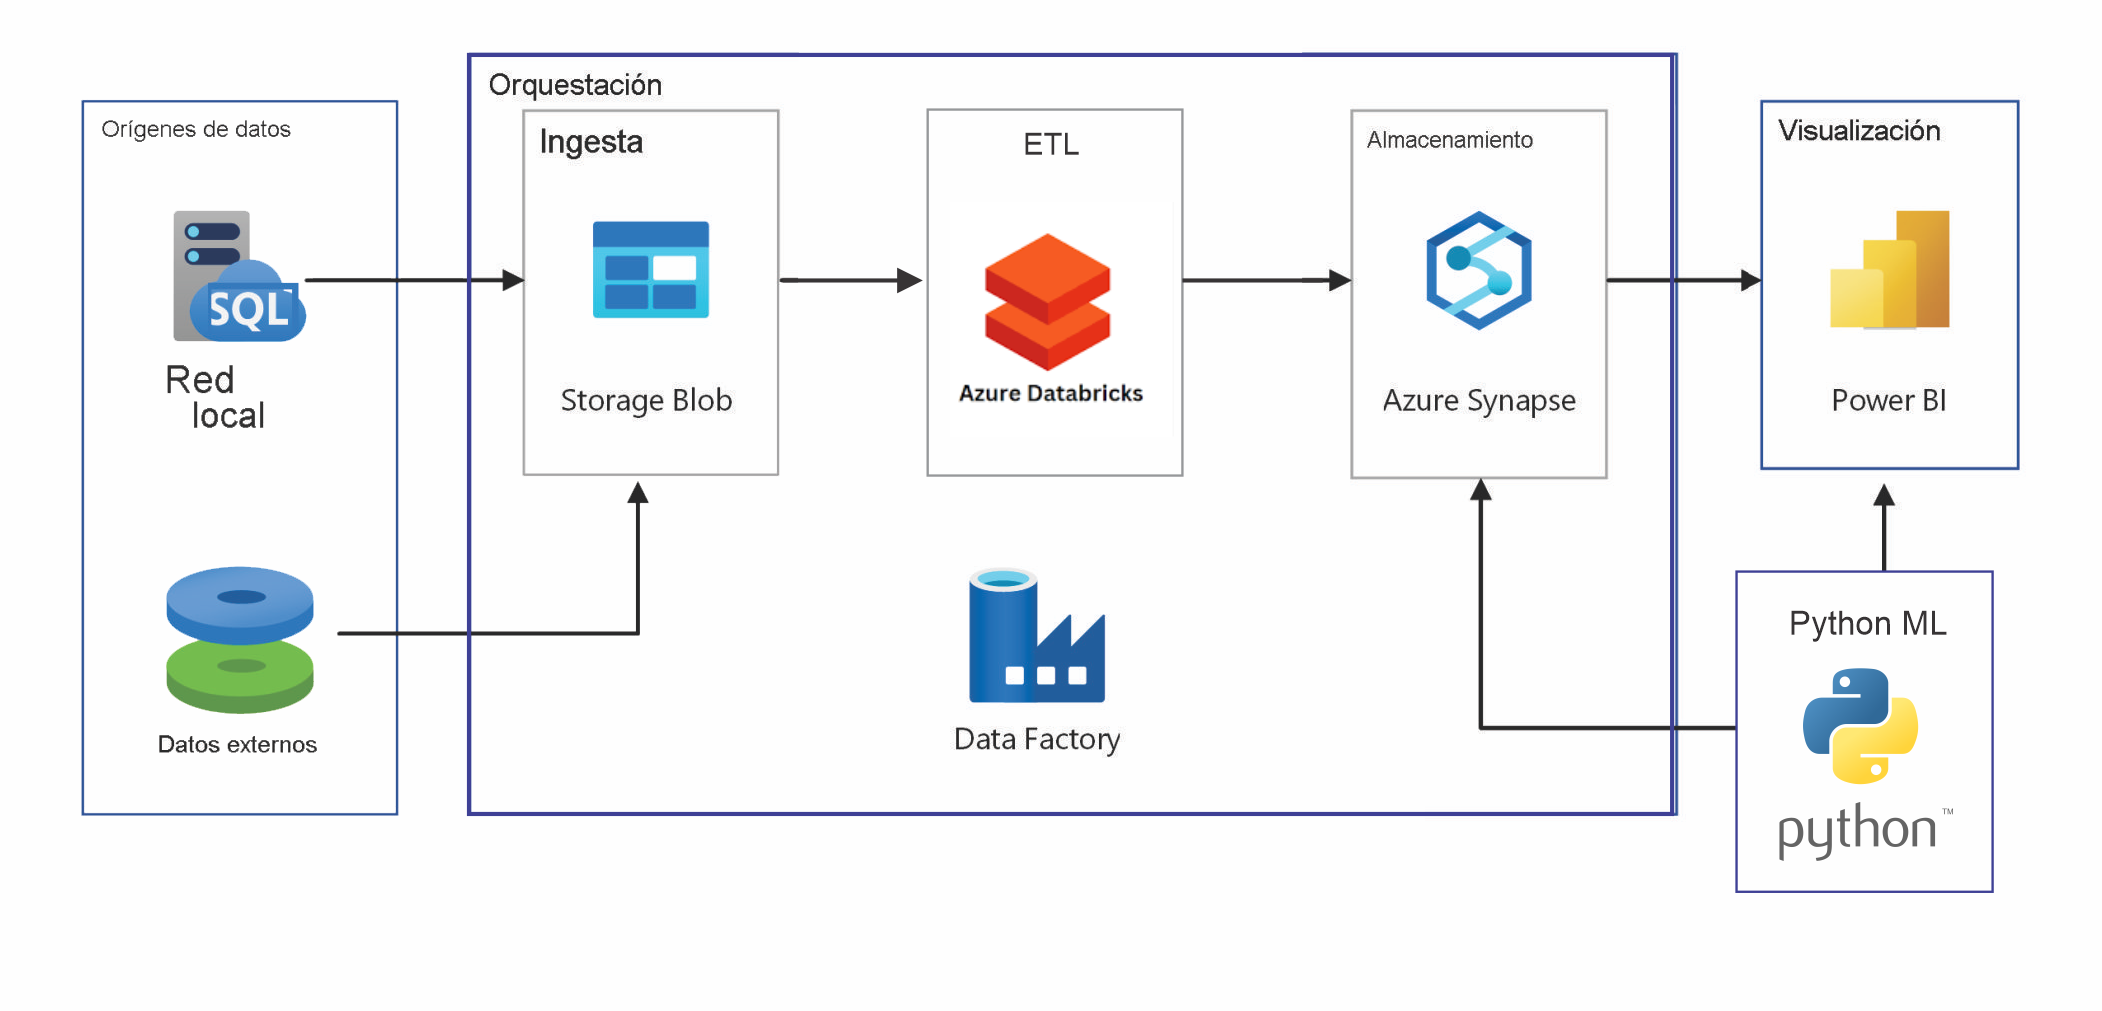 Orígenes de datos
SQL
Red
local
Datos externos
Orquestación
Ingesta
Storage Blob
ETL
Azure Databricks
Data Factory
Almacenamiento
Azure Synapse
Visualización
Power BI
Python ML
python™